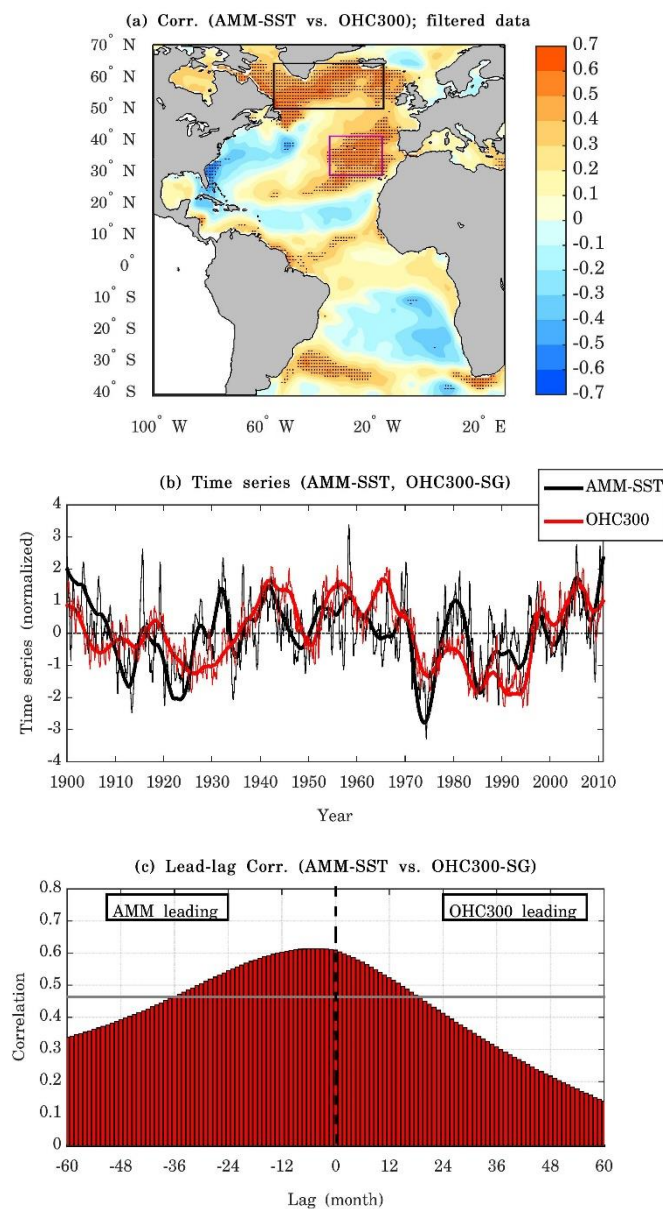 (a) Corr. (AMM-SST vs. OHC300); filtered data
70° N
60° N
50° N
40° N
30° N
20° N
10° N
0°
10° S
20° S
30° S
40° S
100° W
60° W
20° W
20° E
0.7
0.6
0.5
0.4
0.3
0.2
0.1
0
-0.1
-0.2
-0.3
-0.4
-0.5
-0.6
-0.7
(b) Time series (AMM-SST, OHC300-SG)
AMM-SST
OHC300
Time series (normalized)
4
3
2
1
0
-1
-2
-3
-4
1900 1910 1920 1930 1940 1950 1960 1970 1980 1990 2000 2010
Year
(c) Lead-lag Corr. (AMM-SST vs. OHC300-SG)
AMM leading
OHC300 leading
Correlation
0.8
0.7
0.6
0.5
0.4
0.3
0.2
0.1
0
-60 -48 -36 -24 -12 0 12 24 36 48 60
Lag (month)